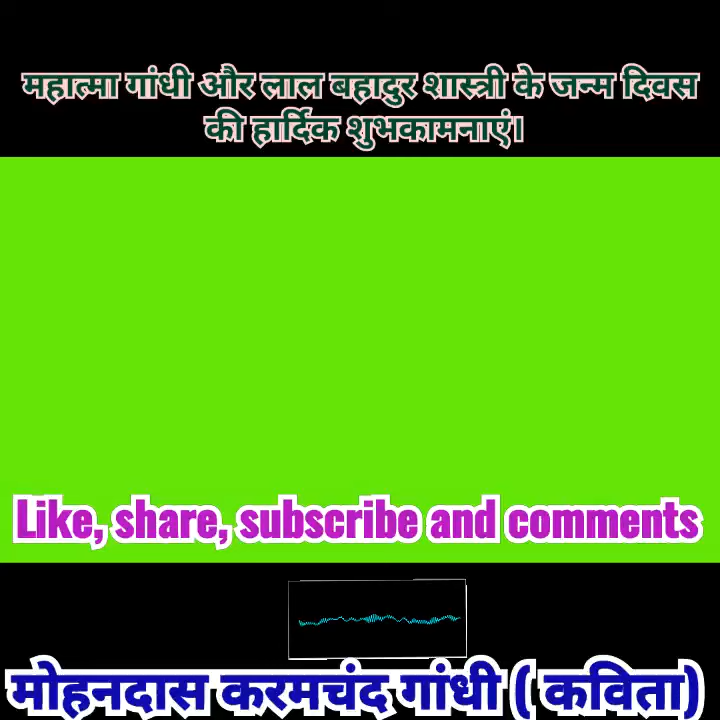 महात्मा गांधी और लाल बहादुर शास्त्री के जन्म दिवस
की हार्दिक शुभकामनाएं।
Like, share, subscribe and comments
मोहनदास करमचंद गांधी ( कविता)